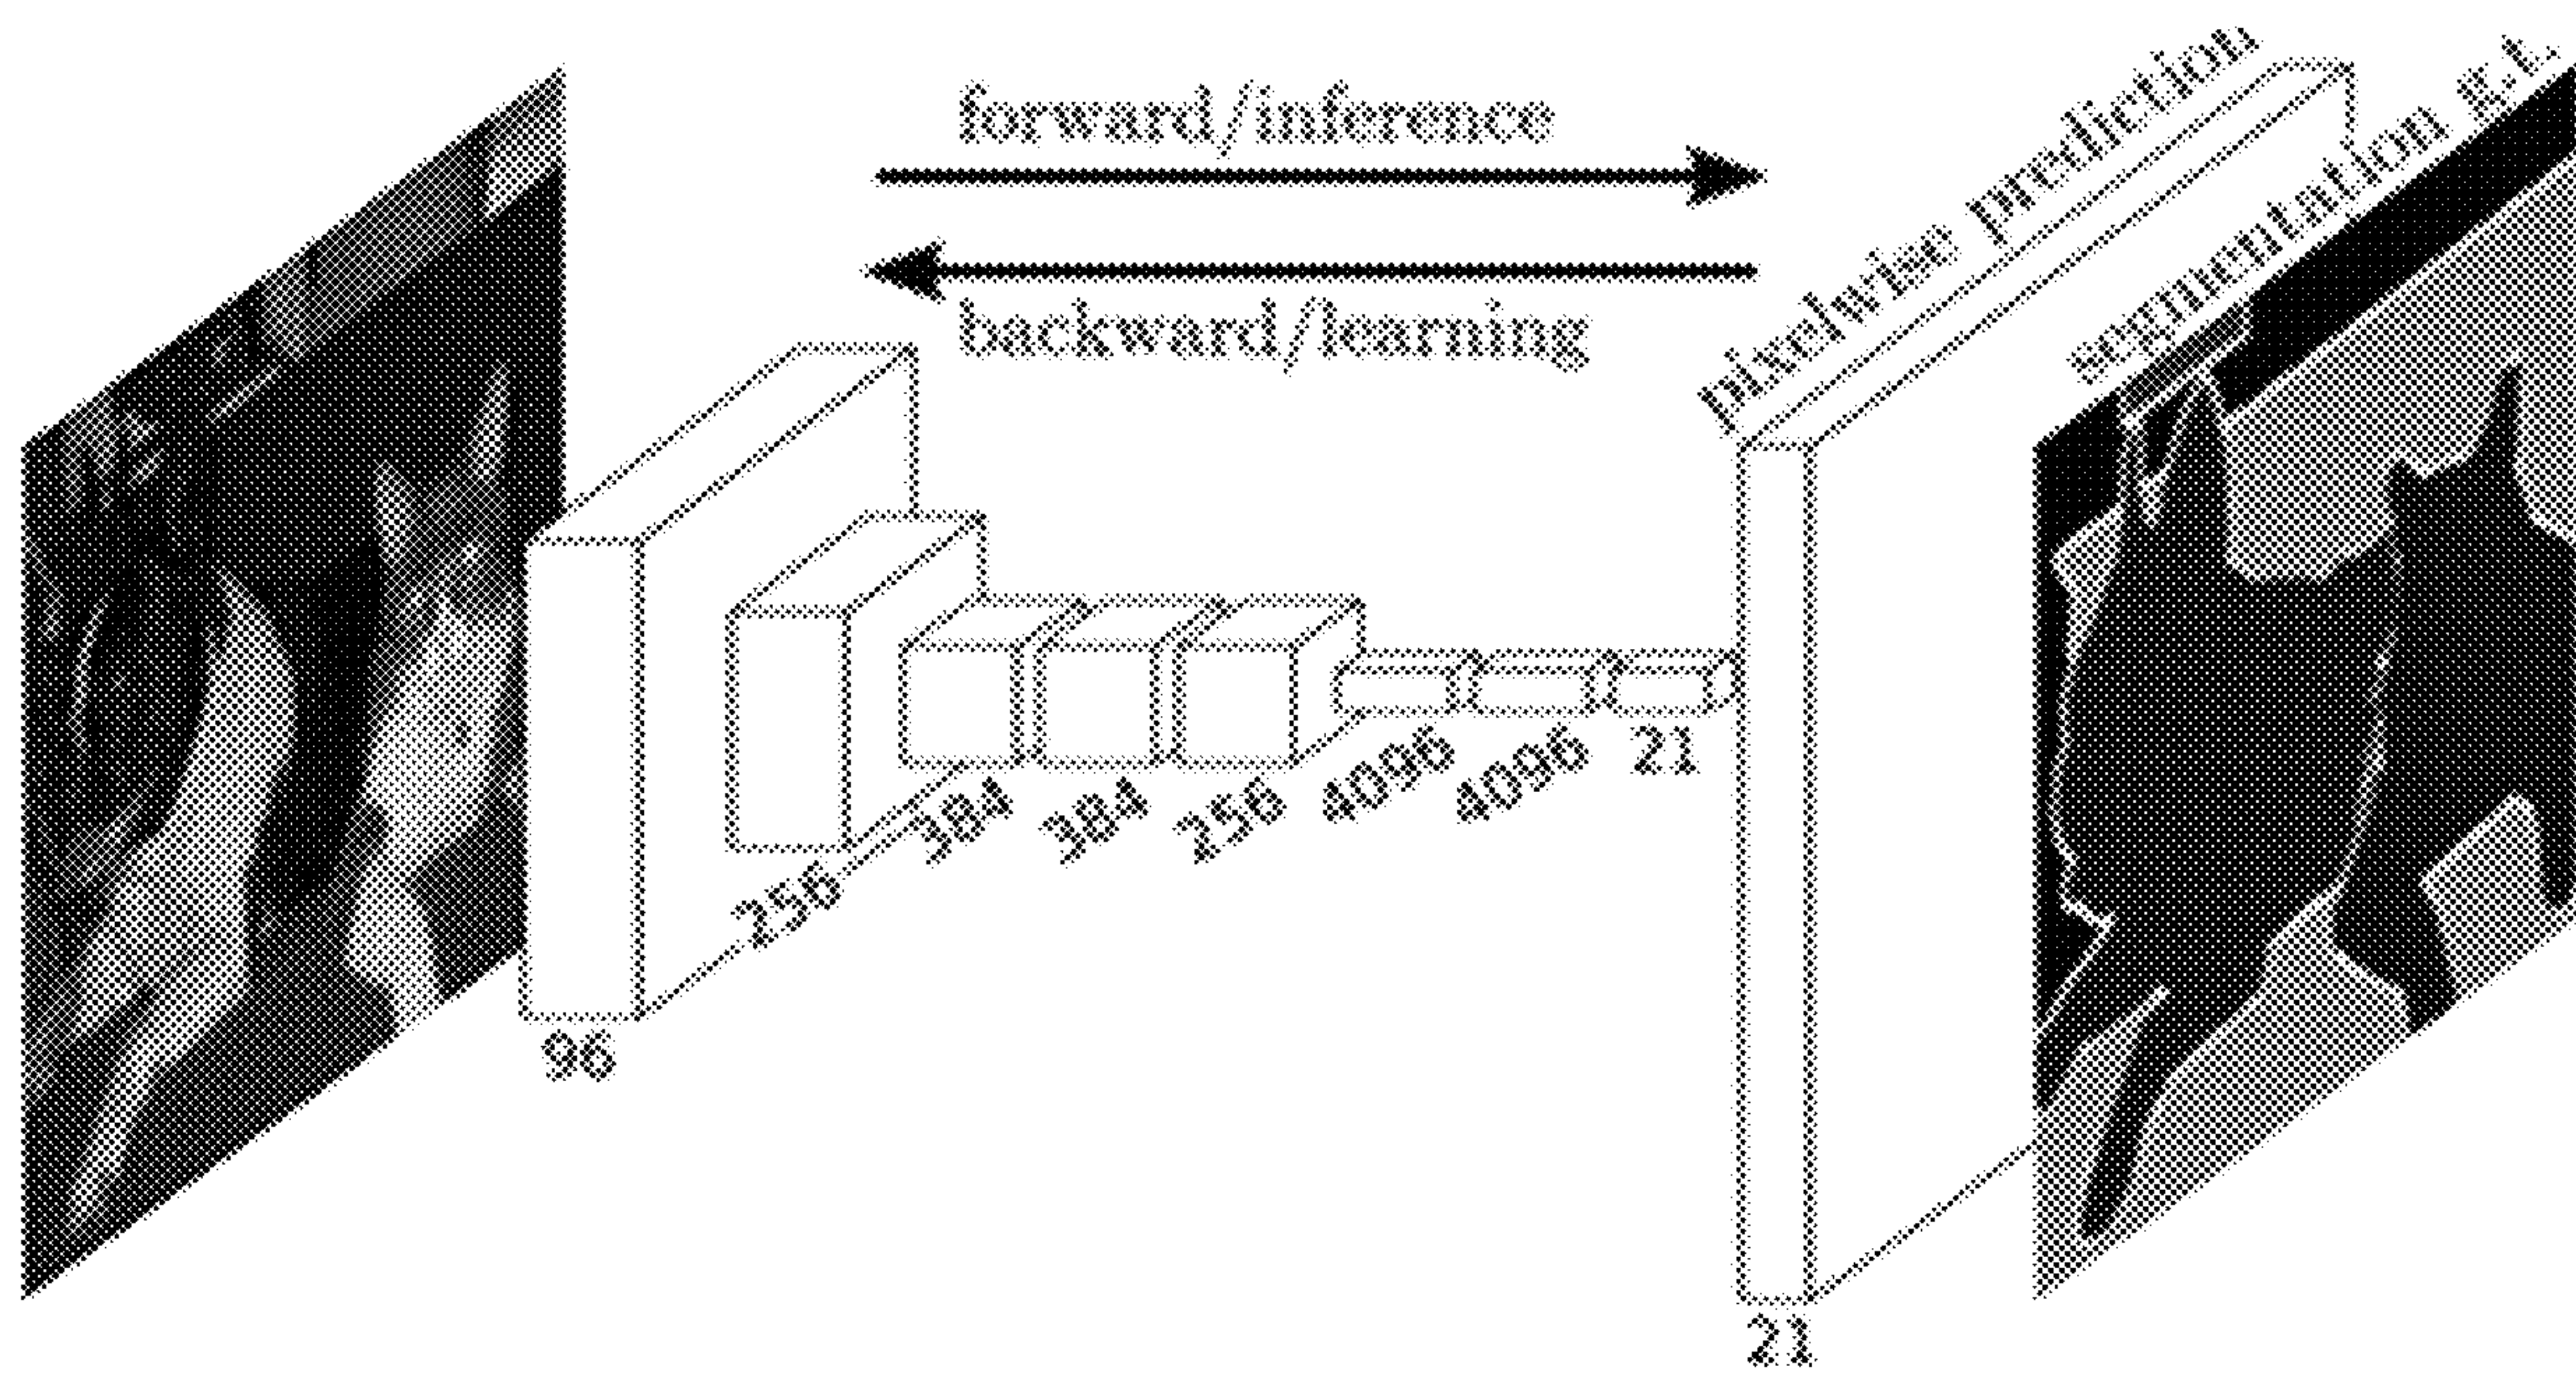 forward/inference
backward/learning
pixelwise prediction
segmentation g.t.
96
256
384
384
256
4096
4096
21
21